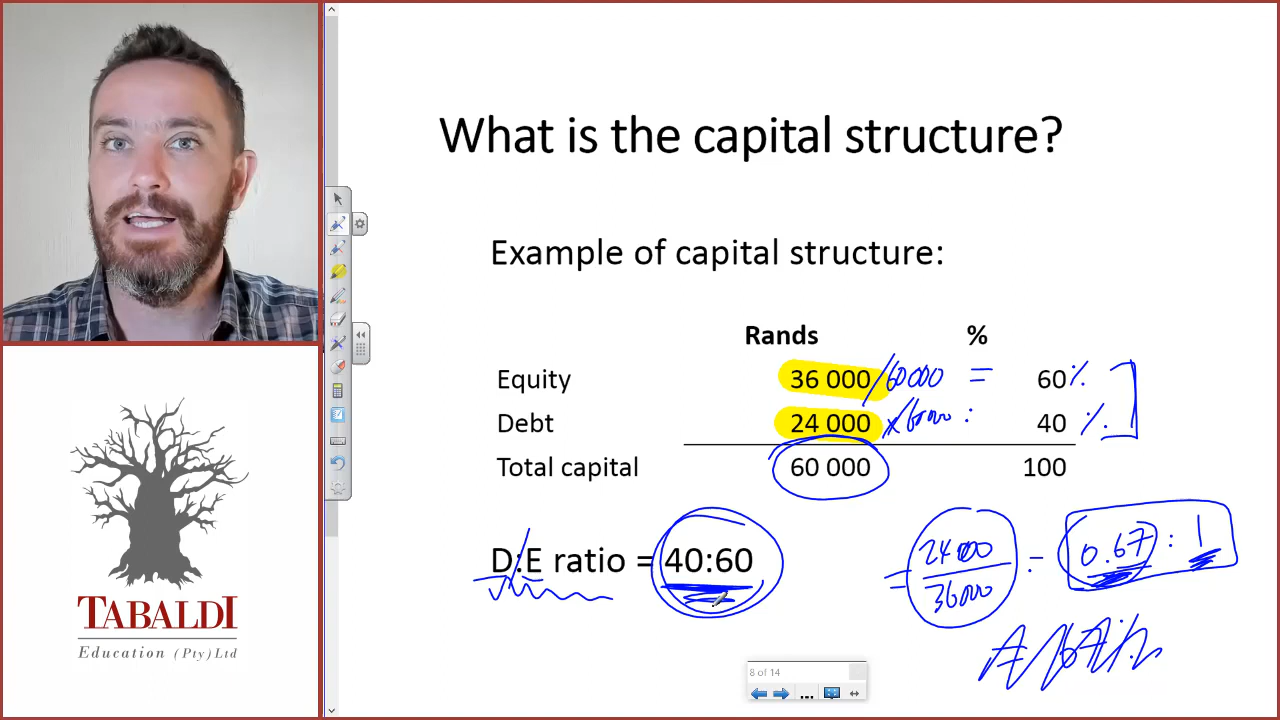 What is the capital structure?
Example of capital structure:
Rands %
Equity 36 000 /60 000 = 60 %
Debt 24 000 : 40 %
Total capital 60 000 100
D:E ratio = 40:60
= 24 000 / 36 000 = 0.67 : 1
TABALDI
Education (Pty) Ltd
8 of 14
...